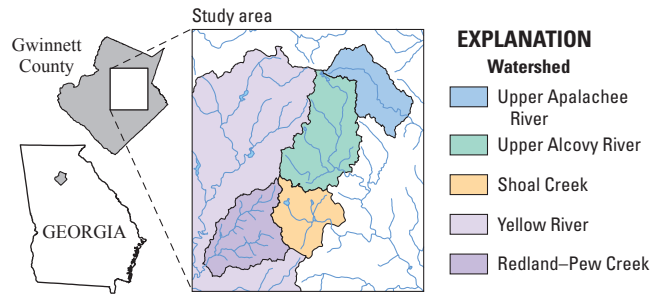 Study area
Gwinnett
County
GEORGIA
EXPLANATION
Watershed
Upper Apalachee
River
Upper Alcovy River
Shoal Creek
Yellow River
Redland–Pew Creek